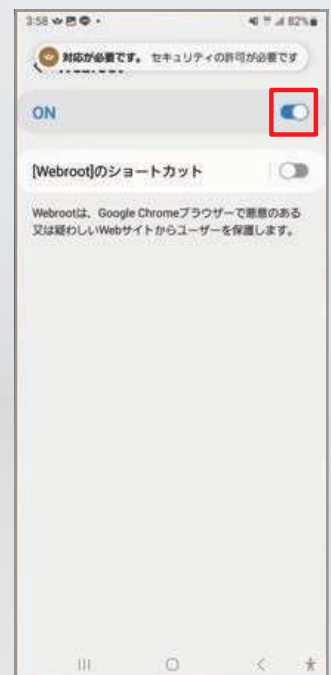 3:58
82%
対応が必要です。 セキュリティの許可が必要です
Webroot
ON
[Webroot]のショートカット
Webrootは、Google Chromeブラウザーで悪意のある
又は疑わしいWebサイトからユーザーを保護します。